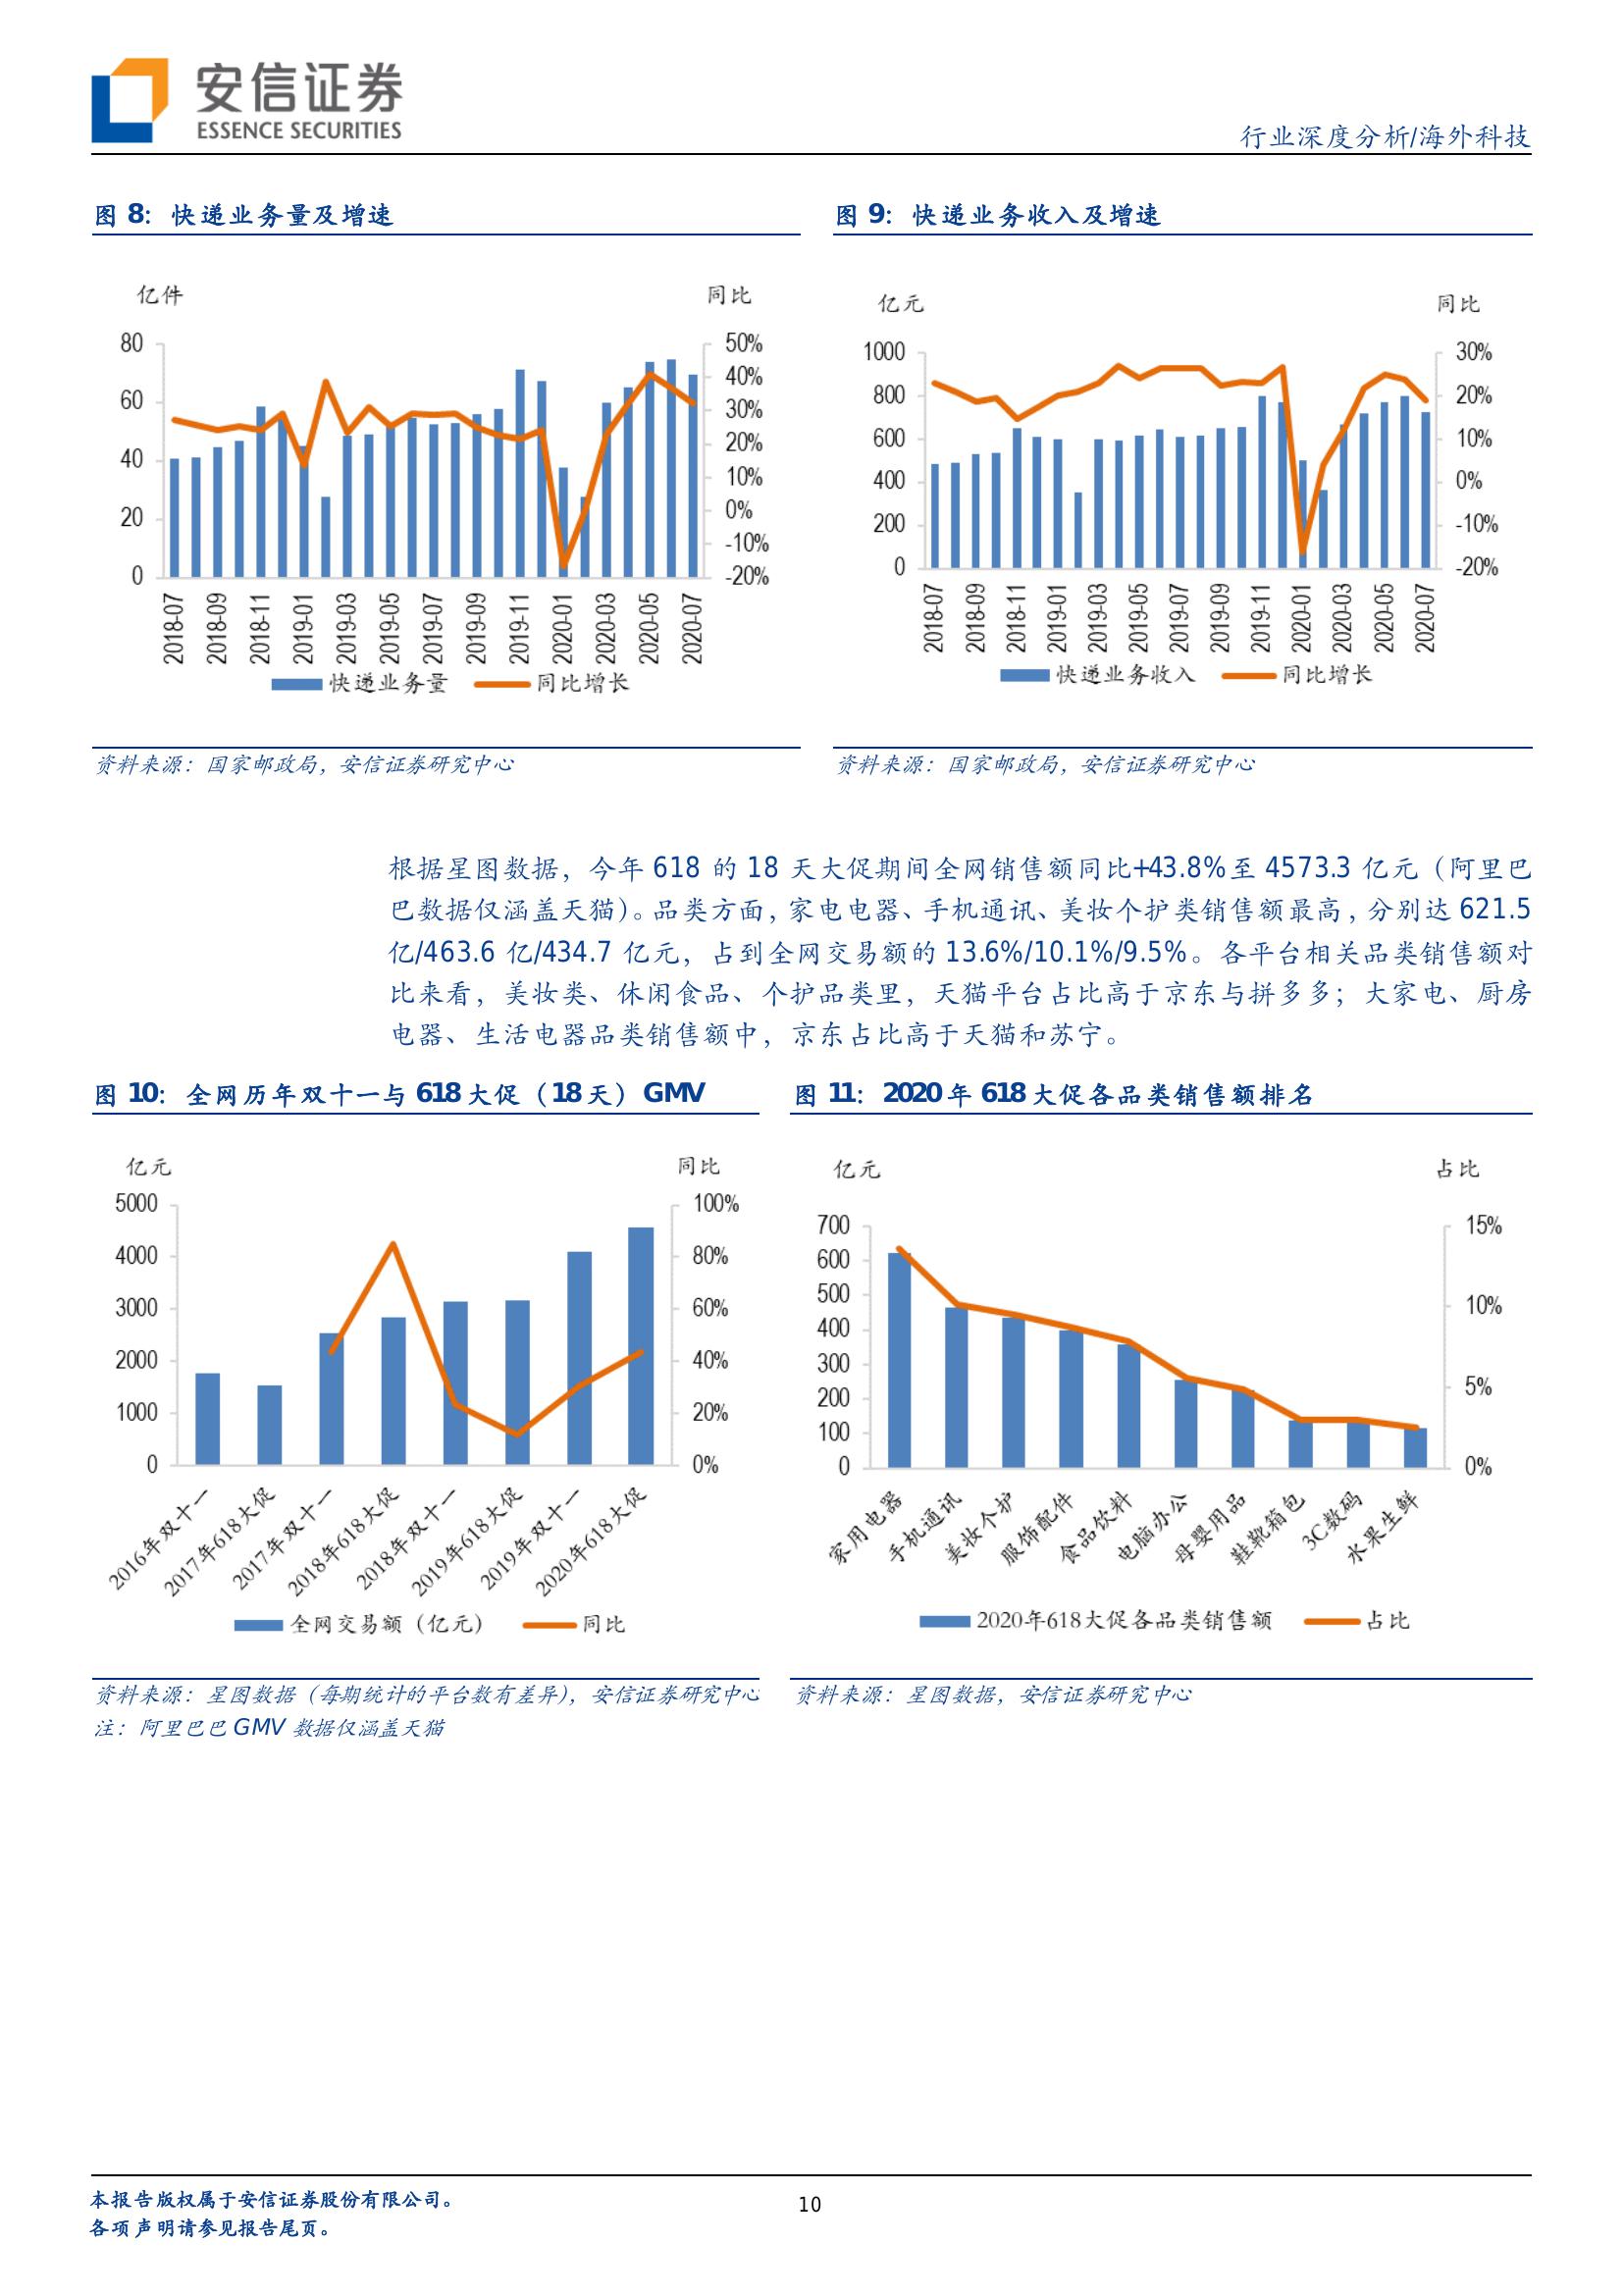 安信证券
ESSENCE SECURITIES
行业深度分析/海外科技
图 8：快递业务量及增速
亿件
同比
80
60
40
20
0
50%
40%
30%
20%
10%
0%
-10%
-20%
2018-07
2018-09
2018-11
2019-01
2019-03
2019-05
2019-07
2019-09
2019-11
2020-01
2020-03
2020-05
2020-07
快递业务量
同比增长
资料来源：国家邮政局，安信证券研究中心
图 9：快递业务收入及增速
亿元
同比
1000
800
600
400
200
0
30%
20%
10%
0%
-10%
-20%
2018-07
2018-09
2018-11
2019-01
2019-03
2019-05
2019-07
2019-09
2019-11
2020-01
2020-03
2020-05
2020-07
快递业务收入
同比增长
资料来源：国家邮政局，安信证券研究中心
根据星图数据，今年 618 的 18 天大促期间全网销售额同比+43.8%至 4573.3 亿元（阿里巴
巴数据仅涵盖天猫）。品类方面，家电电器、手机通讯、美妆个护类销售额最高，分别达 621.5
亿/463.6 亿/434.7 亿元，占到全网交易额的 13.6%/10.1%/9.5%。各平台相关品类销售额对
比来看，美妆类、休闲食品、个护品类里，天猫平台占比高于京东与拼多多；大家电、厨房
电器、生活电器品类销售额中，京东占比高于天猫和苏宁。
图 10：全网历年双十一与 618 大促（18 天）GMV
亿元
同比
5000
4000
3000
2000
1000
0
100%
80%
60%
40%
20%
0%
2016年双十一
2017年618大促
2017年双十一
2018年618大促
2018年双十一
2019年618大促
2019年双十一
2020年618大促
全网交易额（亿元）
同比
资料来源：星图数据（每期统计的平台数有差异），安信证券研究中心
注：阿里巴巴 GMV 数据仅涵盖天猫
图 11：2020 年 618 大促各品类销售额排名
亿元
占比
700
600
500
400
300
200
100
0
15%
10%
5%
0%
家用电器
手机通讯
美妆个护
服饰配件
食品饮料
电脑办公
母婴用品
鞋靴箱包
3C数码
水果生鲜
2020年618大促各品类销售额
占比
资料来源：星图数据，安信证券研究中心
本报告版权属于安信证券股份有限公司。
各项声明请参见报告尾页。
10